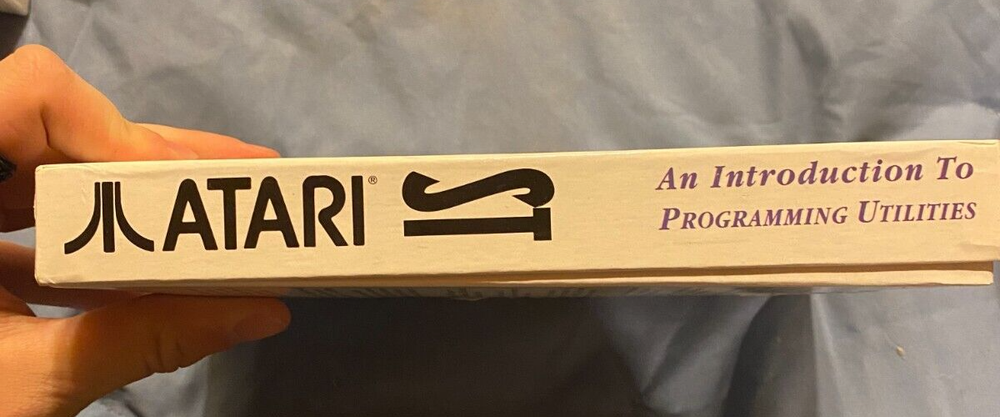 ATARI® ST
An Introduction To
PROGRAMMING UTILITIES